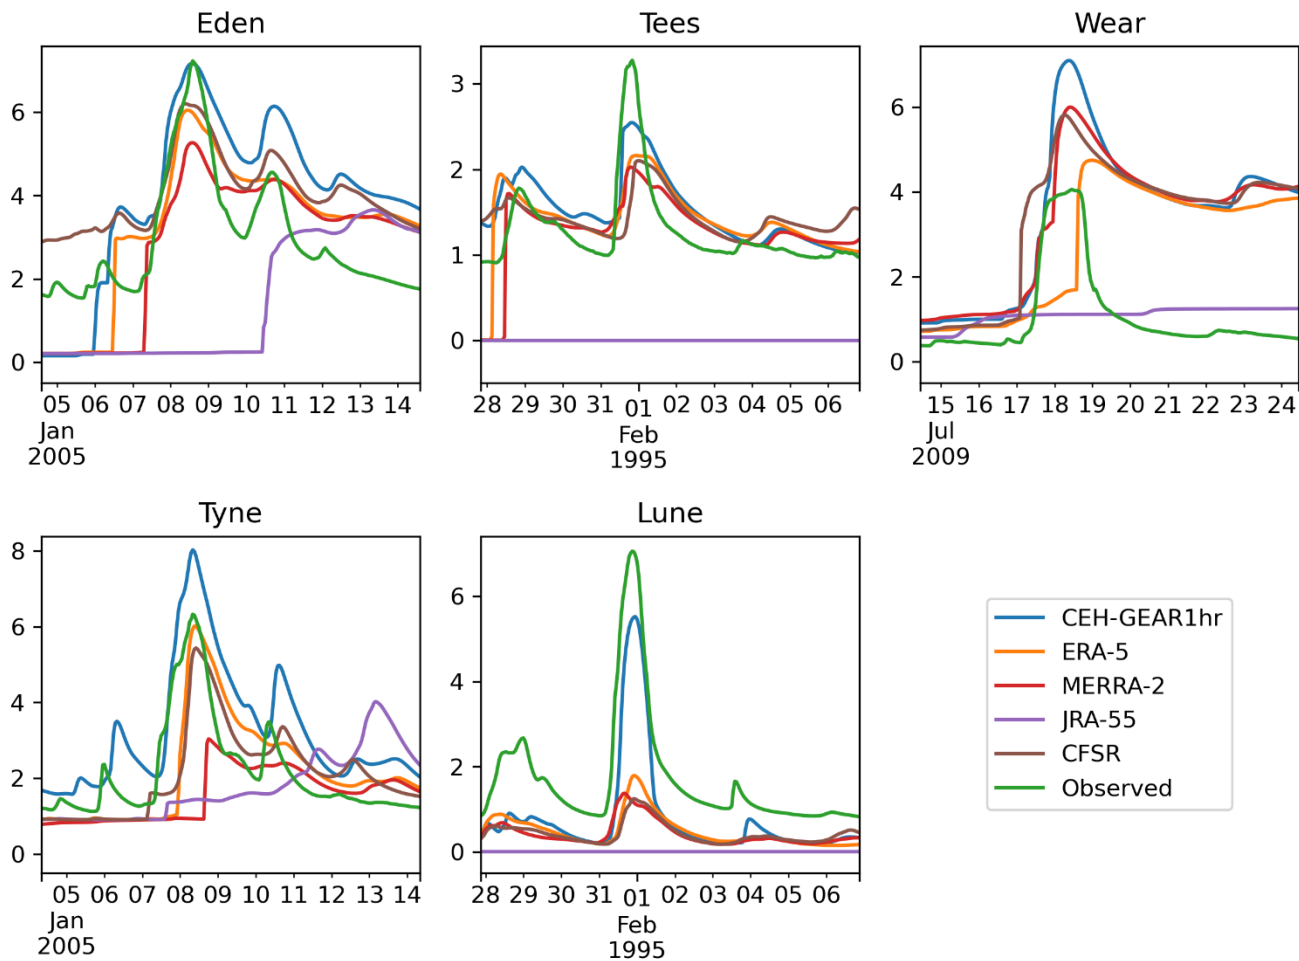 Eden
6
4
2
0
05 06 07 08 09 10 11 12 13 14
Jan
2005
Tees
3
2
1
0
28 29 30 31 01 02 03 04 05 06
Feb
1995
Wear
6
4
2
0
15 16 17 18 19 20 21 22 23 24
Jul
2009
Tyne
8
6
4
2
0
05 06 07 08 09 10 11 12 13 14
Jan
2005
Lune
6
4
2
0
28 29 30 31 01 02 03 04 05 06
Feb
1995
CEH-GEAR1hr
ERA-5
MERRA-2
JRA-55
CFSR
Observed